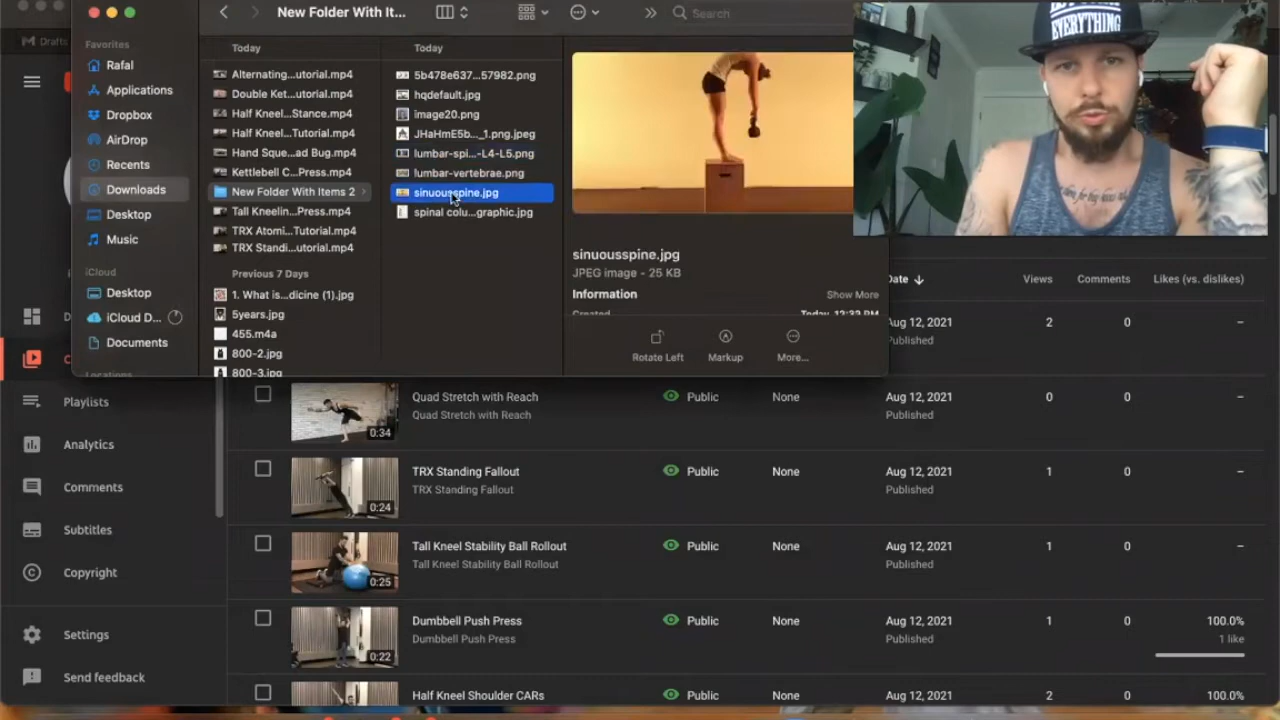 Drafts
New Folder With It...
Search
EVERYTHING
Favorites
Rafal
Applications
Dropbox
AirDrop
Recents
Downloads
Desktop
Music
iCloud
Desktop
iCloud D...
Documents
Locations
Today
Alternating...utorial.mp4
Double Ket...utorial.mp4
Half Kneel...Stance.mp4
Half Kneel...Tutorial.mp4
Hand Sque...ad Bug.mp4
Kettlebell C...Press.mp4
New Folder With Items 2
Tall Kneelin...Press.mp4
TRX Atomi...Tutorial.mp4
TRX Standi...utorial.mp4
Previous 7 Days
1. What is...dicine (1).jpg
5years.jpg
455.m4a
800-2.jpg
800-3.jpg
Today
5b478e637...57982.png
hqdefault.jpg
image20.png
JHaHmE5b..._1.png.jpeg
lumbar-spi...-L4-L5.png
lumbar-vertebrae.png
sinuousspine.jpg
spinal colu...graphic.jpg
sinuousspine.jpg
JPEG image - 25 KB
Information
Show More
Created
Today, 12:33 PM
Rotate Left
Markup
More...
Date
Views
Comments
Likes (vs. dislikes)
Aug 12, 2021
2
0
–
Published
Quad Stretch with Reach
Quad Stretch with Reach
0:34
Public
None
Aug 12, 2021
Published
0
0
–
TRX Standing Fallout
TRX Standing Fallout
0:24
Public
None
Aug 12, 2021
Published
1
0
–
Tall Kneel Stability Ball Rollout
Tall Kneel Stability Ball Rollout
0:25
Public
None
Aug 12, 2021
Published
1
0
–
Dumbbell Push Press
Dumbbell Push Press
0:22
Public
None
Aug 12, 2021
Published
1
0
100.0%
1 like
Half Kneel Shoulder CARs
Public
None
Aug 12, 2021
2
0
100.0%
Playlists
Analytics
Comments
Subtitles
Copyright
Settings
Send feedback